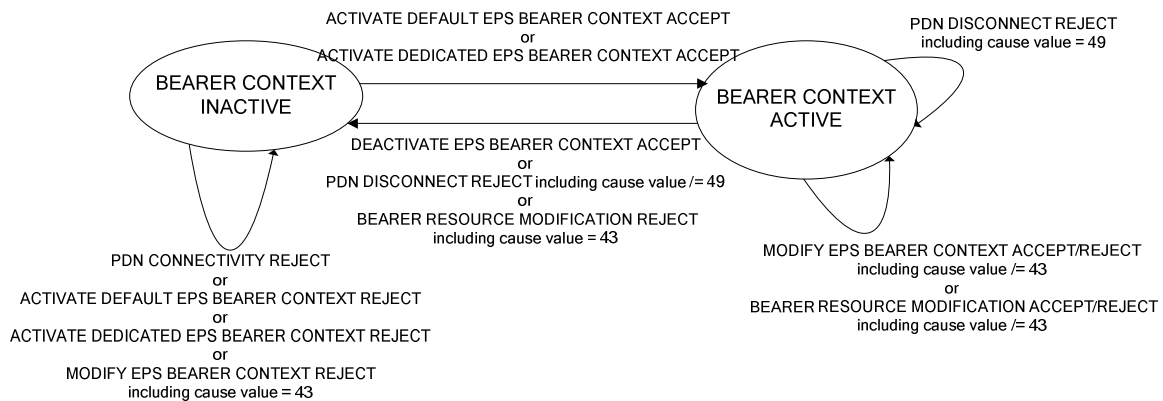 ACTIVATE DEFAULT EPS BEARER CONTEXT ACCEPT
or
ACTIVATE DEDICATED EPS BEARER CONTEXT ACCEPT
PDN DISCONNECT REJECT
including cause value = 49
BEARER CONTEXT
INACTIVE
BEARER CONTEXT
ACTIVE
DEACTIVATE EPS BEARER CONTEXT ACCEPT
or
PDN DISCONNECT REJECT including cause value /= 49
or
BEARER RESOURCE MODIFICATION REJECT
including cause value = 43
PDN CONNECTIVITY REJECT
or
ACTIVATE DEFAULT EPS BEARER CONTEXT REJECT
or
ACTIVATE DEDICATED EPS BEARER CONTEXT REJECT
or
MODIFY EPS BEARER CONTEXT REJECT
including cause value = 43
MODIFY EPS BEARER CONTEXT ACCEPT/REJECT
including cause value /= 43
or
BEARER RESOURCE MODIFICATION ACCEPT/REJECT
including cause value /= 43